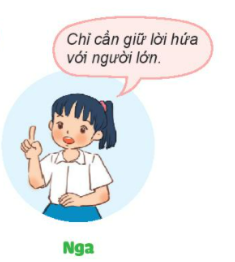 Chỉ cần giữ lời hứa
với người lớn.
Nga